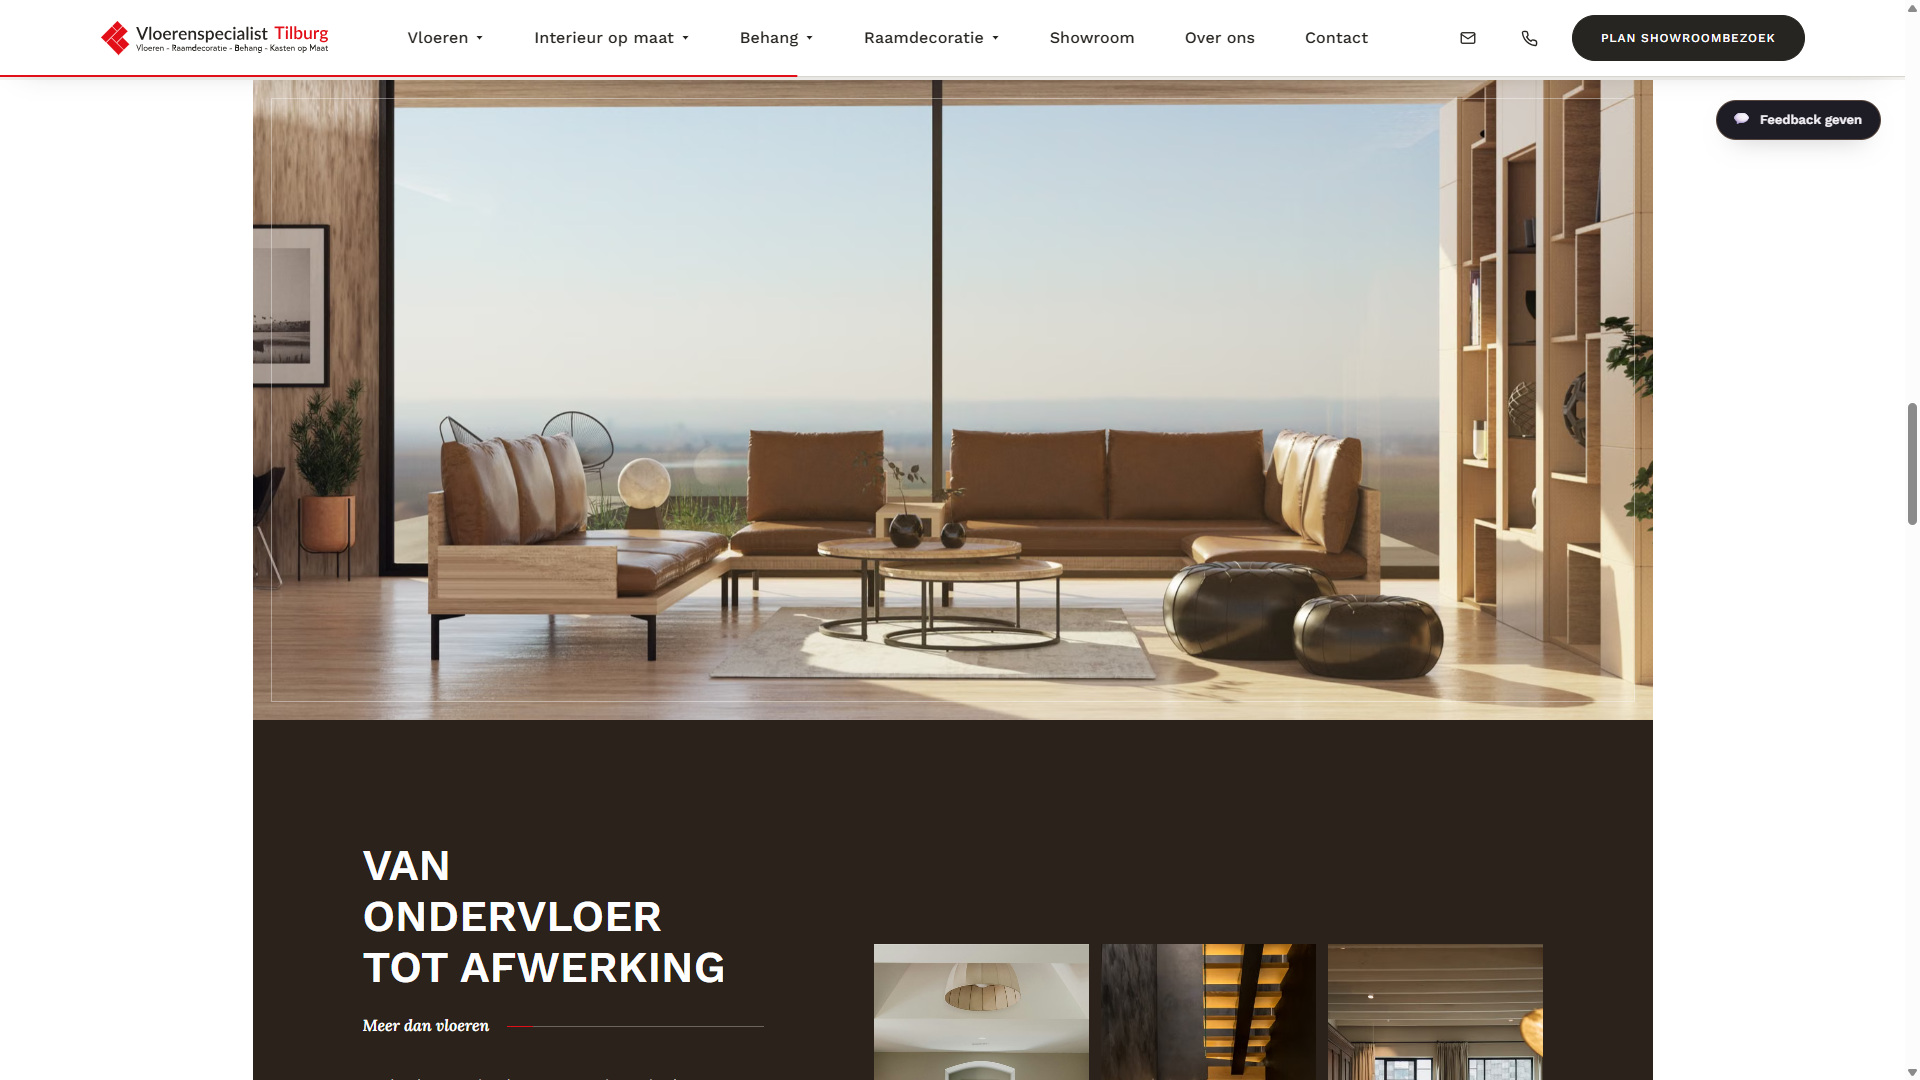 Vloerenspecialist Tilburg
Vloeren - Raamdecoratie - Behang - Kasten op Maat
Vloeren
Interieur op maat
Behang
Raamdecoratie
Showroom
Over ons
Contact
PLAN SHOWROOMBEZOEK
Feedback geven
VAN
ONDERVLOER
TOT AFWERKING
Meer dan vloeren